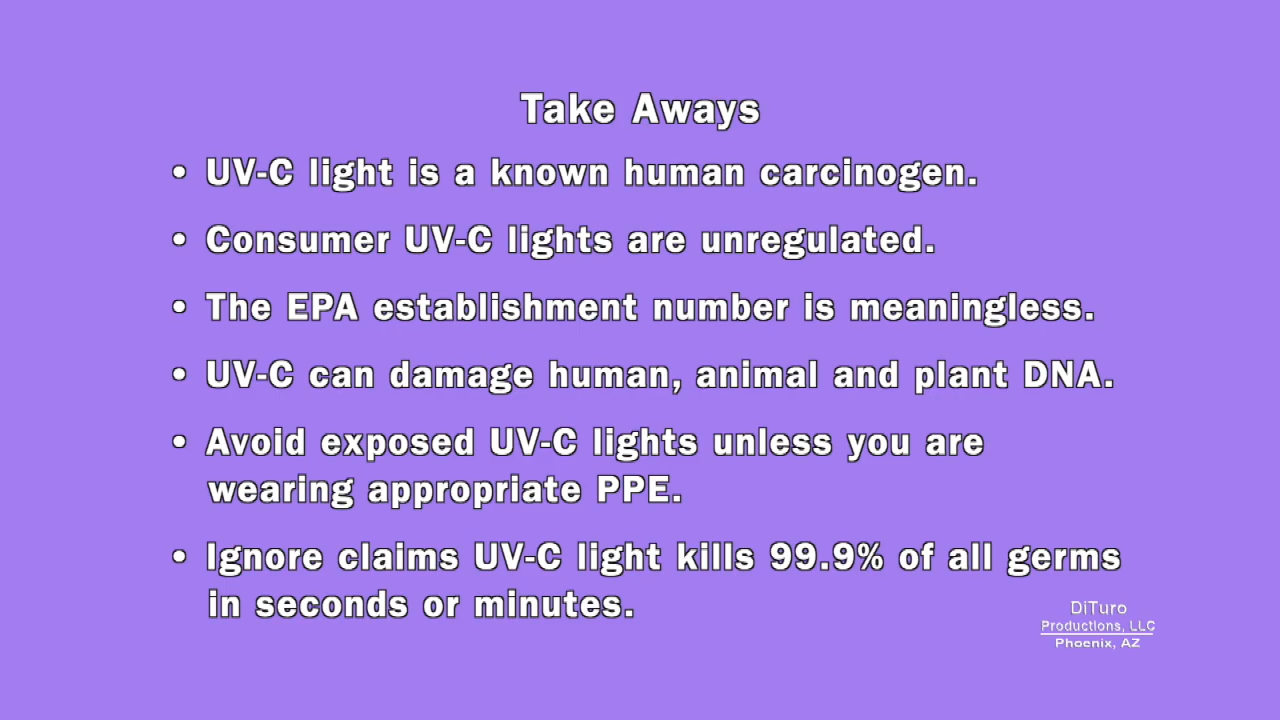 Take Aways
• UV-C light is a known human carcinogen.
• Consumer UV-C lights are unregulated.
• The EPA establishment number is meaningless.
• UV-C can damage human, animal and plant DNA.
• Avoid exposed UV-C lights unless you are
wearing appropriate PPE.
• Ignore claims UV-C light kills 99.9% of all germs
in seconds or minutes.
DiTuro
Productions, LLC
Phoenix, AZ